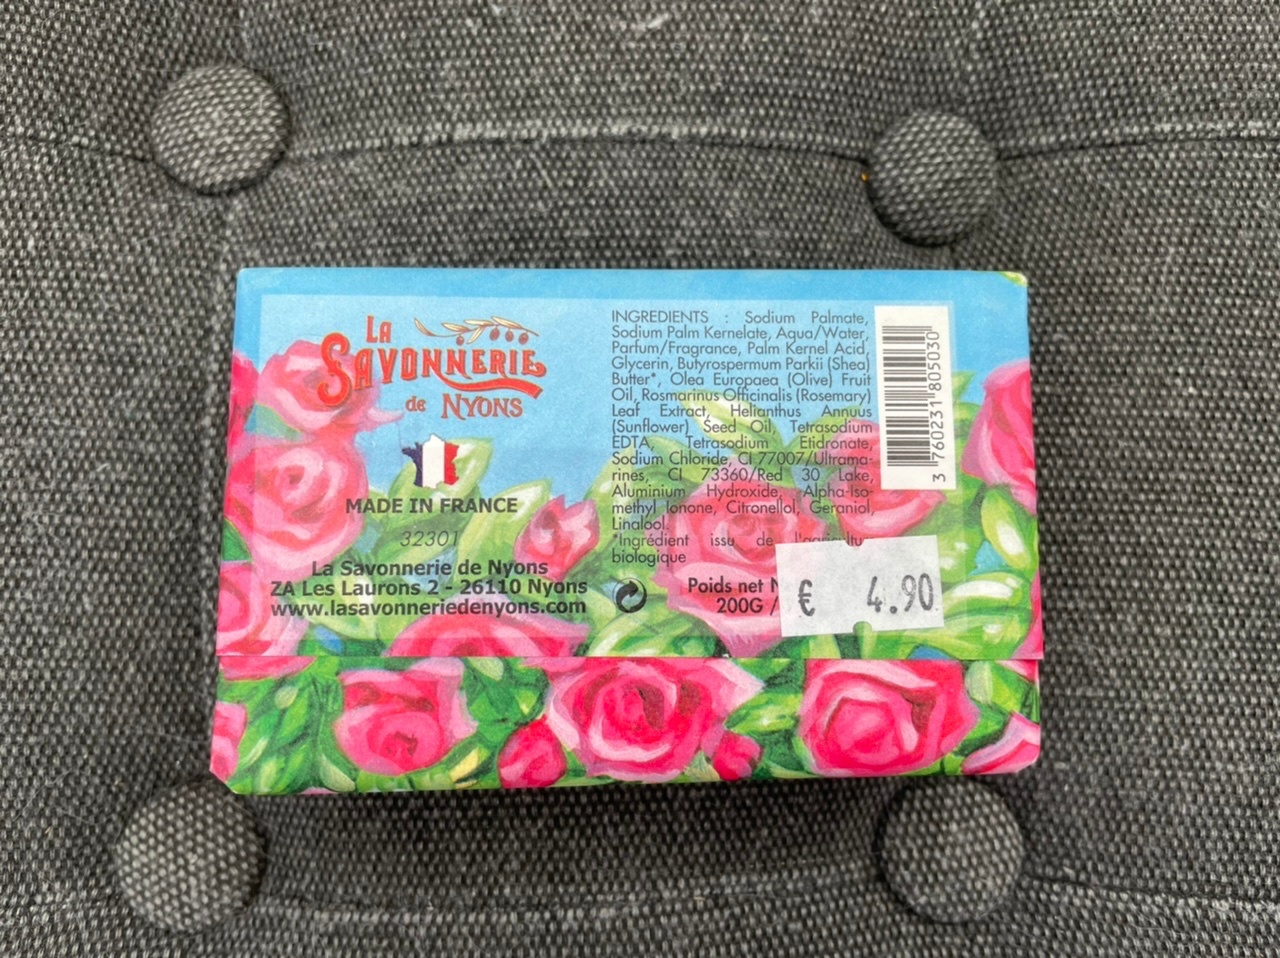 LA
SAVONNERIE
de NYONS
MADE IN FRANCE
32301
La Savonnerie de Nyons
ZA Les Laurons 2 - 26110 Nyons
www.lasavonneriedenyons.com
INGREDIENTS : Sodium Palmate,
Sodium Palm Kernelate, Aqua/Water,
Parfum/Fragrance, Palm Kernel Acid,
Glycerin, Butyrospermum Parkii (Shea)
Butter*, Olea Europaea (Olive) Fruit
Oil, Rosmarinus Officinalis (Rosemary)
Leaf Extract, Helianthus Annuus
(Sunflower) Seed Oil, Tetrasodium
EDTA, Tetrasodium Etidronate,
Sodium Chloride, CI 77007/Ultrama-
rines, CI 73360/Red 30 Lake,
Aluminium Hydroxide, Alpha-Iso-
methyl Ionone, Citronellol, Geraniol,
Linalool.
*Ingrédient issu de l'agricultu
biologique
Poids net
200G /
€ 4.90
3 760231 805030